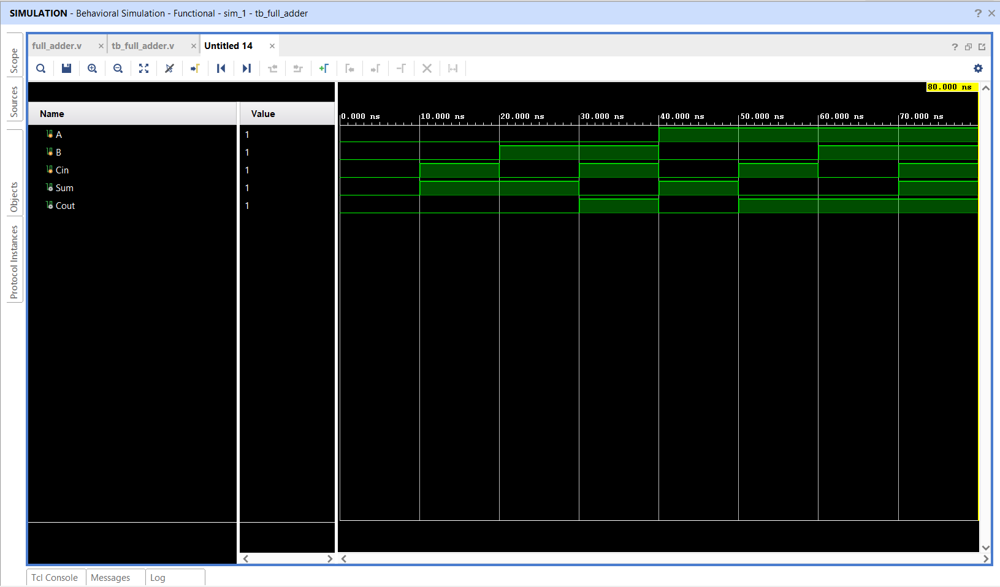 SIMULATION - Behavioral Simulation - Functional - sim_1 - tb_full_adder
full_adder.v
tb_full_adder.v
Untitled 14
Scope
Sources
Objects
Protocol Instances
80.000 ns
Name Value
0.000 ns 10.000 ns 20.000 ns 30.000 ns 40.000 ns 50.000 ns 60.000 ns 70.000 ns
A 1
B 1
Cin 1
Sum 1
Cout 1
Tcl Console Messages Log